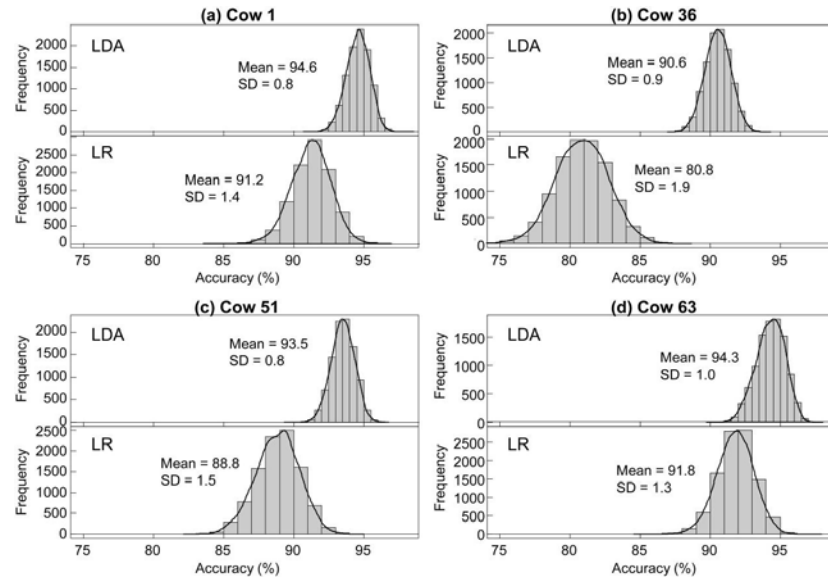 (a) Cow 1
LDA
Mean = 94.6
SD = 0.8
Frequency
2000
1500
1000
500
0
LR
Mean = 91.2
SD = 1.4
Frequency
2500
2000
1500
1000
500
0
75 80 85 90 95
Accuracy (%)
(b) Cow 36
LDA
Mean = 90.6
SD = 0.9
Frequency
2000
1500
1000
500
0
LR
Mean = 80.8
SD = 1.9
Frequency
2000
1500
1000
500
0
75 80 85 90 95
Accuracy (%)
(c) Cow 51
LDA
Mean = 93.5
SD = 0.8
Frequency
2000
1500
1000
500
0
LR
Mean = 88.8
SD = 1.5
Frequency
2500
2000
1500
1000
500
0
75 80 85 90 95
Accuracy (%)
(d) Cow 63
LDA
Mean = 94.3
SD = 1.0
Frequency
1500
1000
500
0
LR
Mean = 91.8
SD = 1.3
Frequency
2500
2000
1500
1000
500
0
75 80 85 90 95
Accuracy (%)